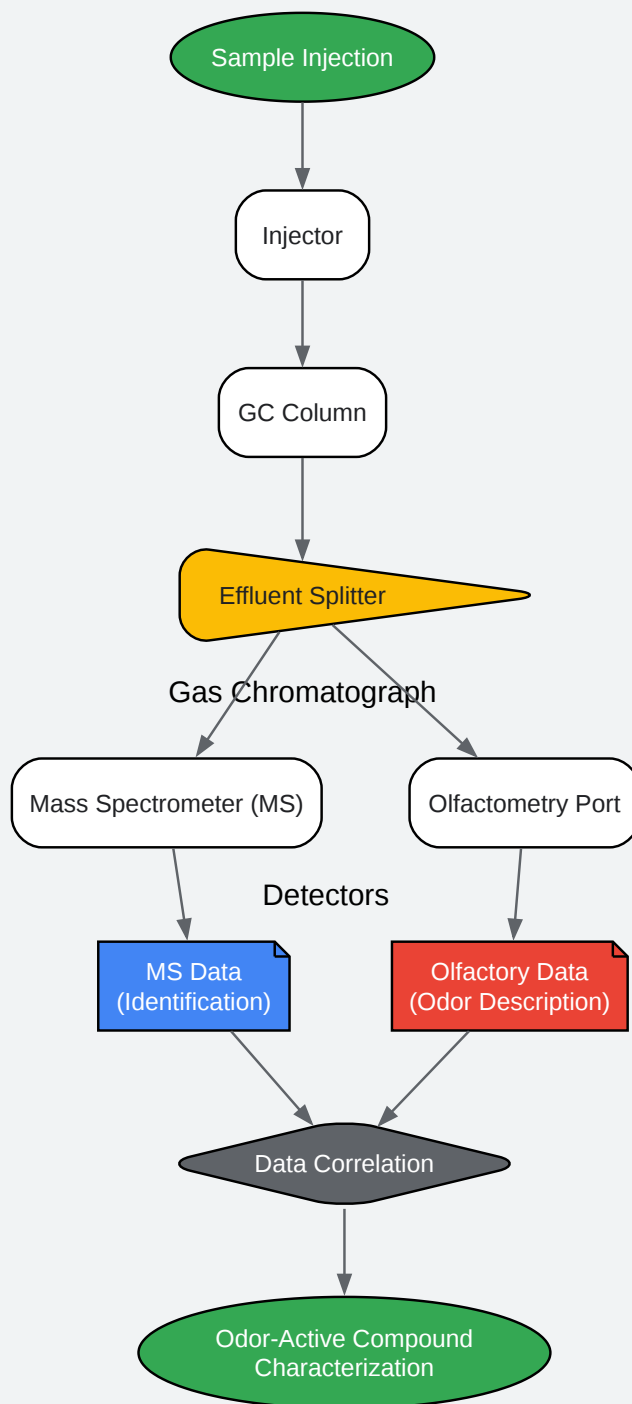 Sample Injection
Injector
GC Column
Effluent Splitter
Gas Chromatograph
Mass Spectrometer (MS)
Olfactometry Port
Detectors
MS Data
(Identification)
Olfactory Data
(Odor Description)
Data Correlation
Odor-Active Compound
Characterization